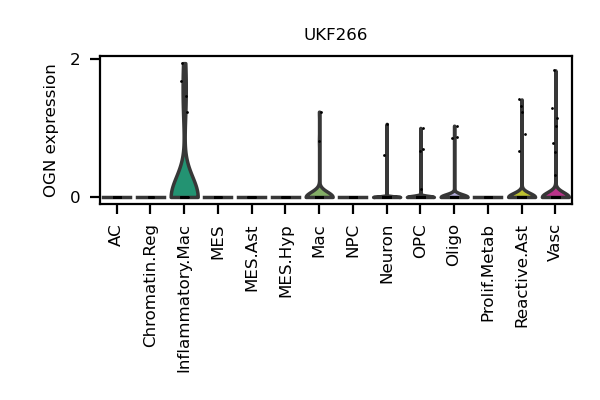 UKF266
OGN expression
2
0
AC
Chromatin.Reg
Inflammatory.Mac
MES
MES.Ast
MES.Hyp
Mac
NPC
Neuron
OPC
Oligo
Prolif.Metab
Reactive.Ast
Vasc